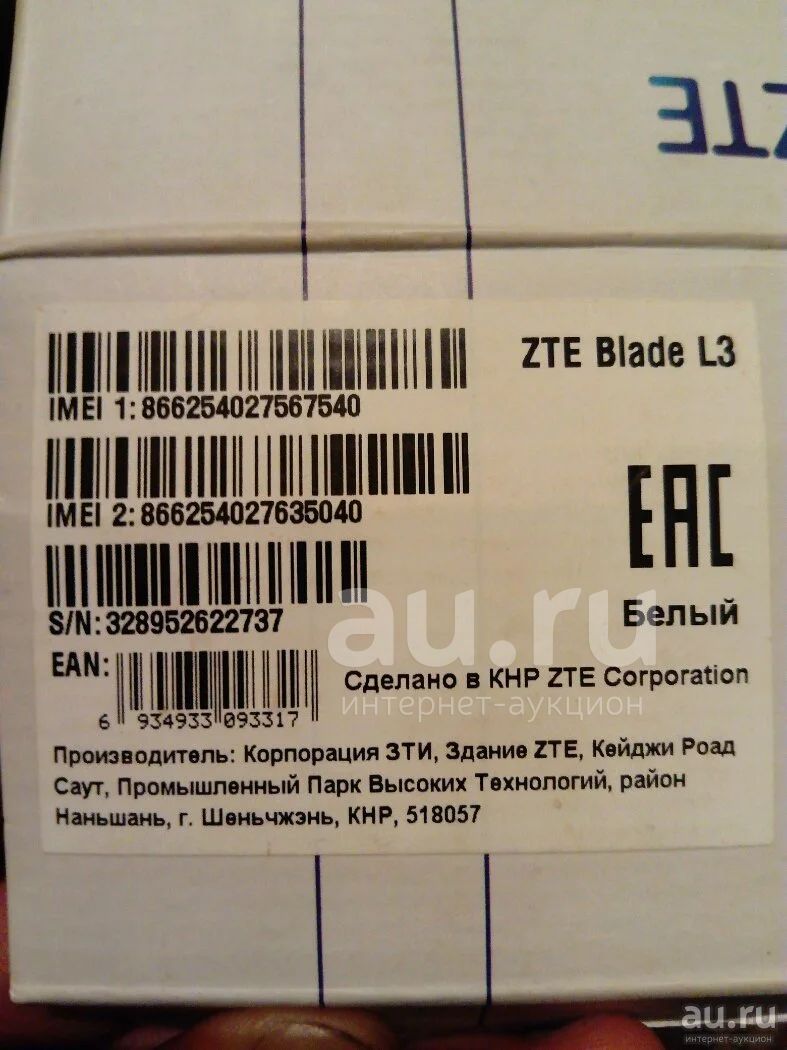 ZTE
ZTE Blade L3
IMEI 1: 866254027567540
IMEI 2: 866254027635040
S/N: 328952622737
EAC
Белый
EAN:
6 934933 093317
Сделано в КНР ZTE Corporation
Производитель: Корпорация ЗТИ, Здание ZTE, Кейджи Роад
Саут, Промышленный Парк Высоких Технологий, район
Наньшань, г. Шеньчжэнь, КНР, 518057
au.ru
интернет-аукцион
au.ru
интернет-аукцион